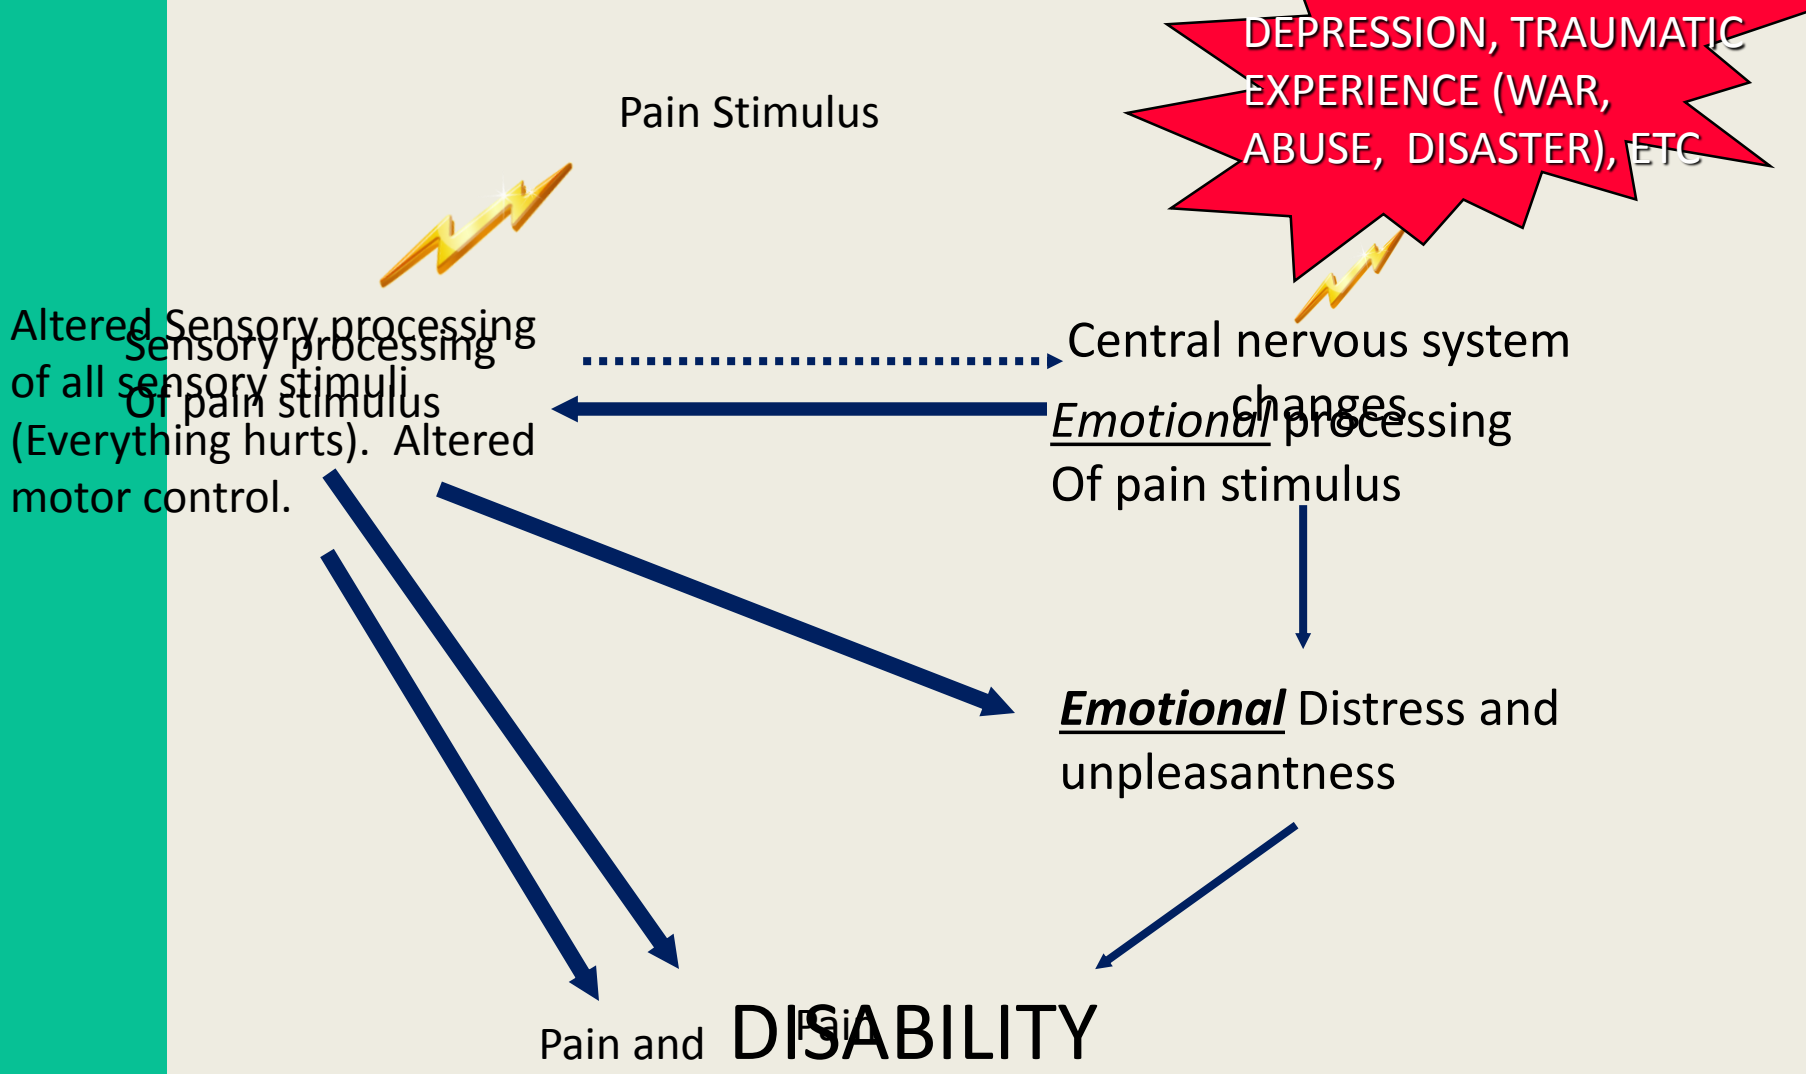 DEPRESSION, TRAUMATIC
EXPERIENCE (WAR,
ABUSE,  DISASTER), ETC
Pain Stimulus
Altered Sensory processing
of all sensory stimuli
(Everything hurts).  Altered
motor control.
Sensory processing
Of pain stimulus
Central nervous system
changes
Emotional processing
Of pain stimulus
Emotional Distress and
unpleasantness
Pain and DISABILITY
Pain